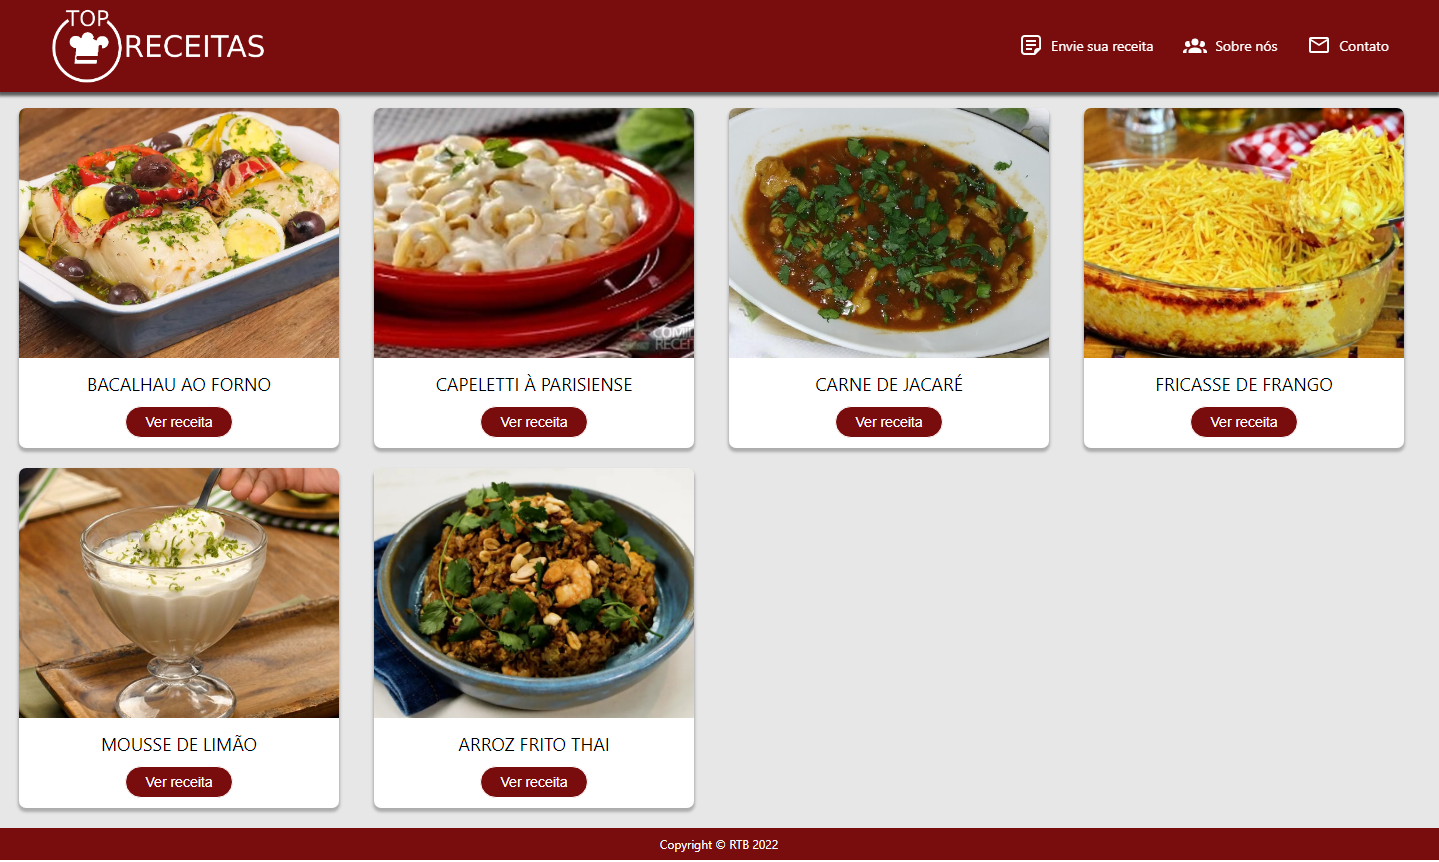 TOP
RECEITAS
Envie sua receita
Sobre nós
Contato
BACALHAU AO FORNO
CAPELETTI À PARISIENSE
CARNE DE JACARÉ
FRICASSE DE FRANGO
Ver receita
Ver receita
Ver receita
Ver receita
MOUSSE DE LIMÃO
ARROZ FRITO THAI
Ver receita
Ver receita
Copyright © RTB 2022